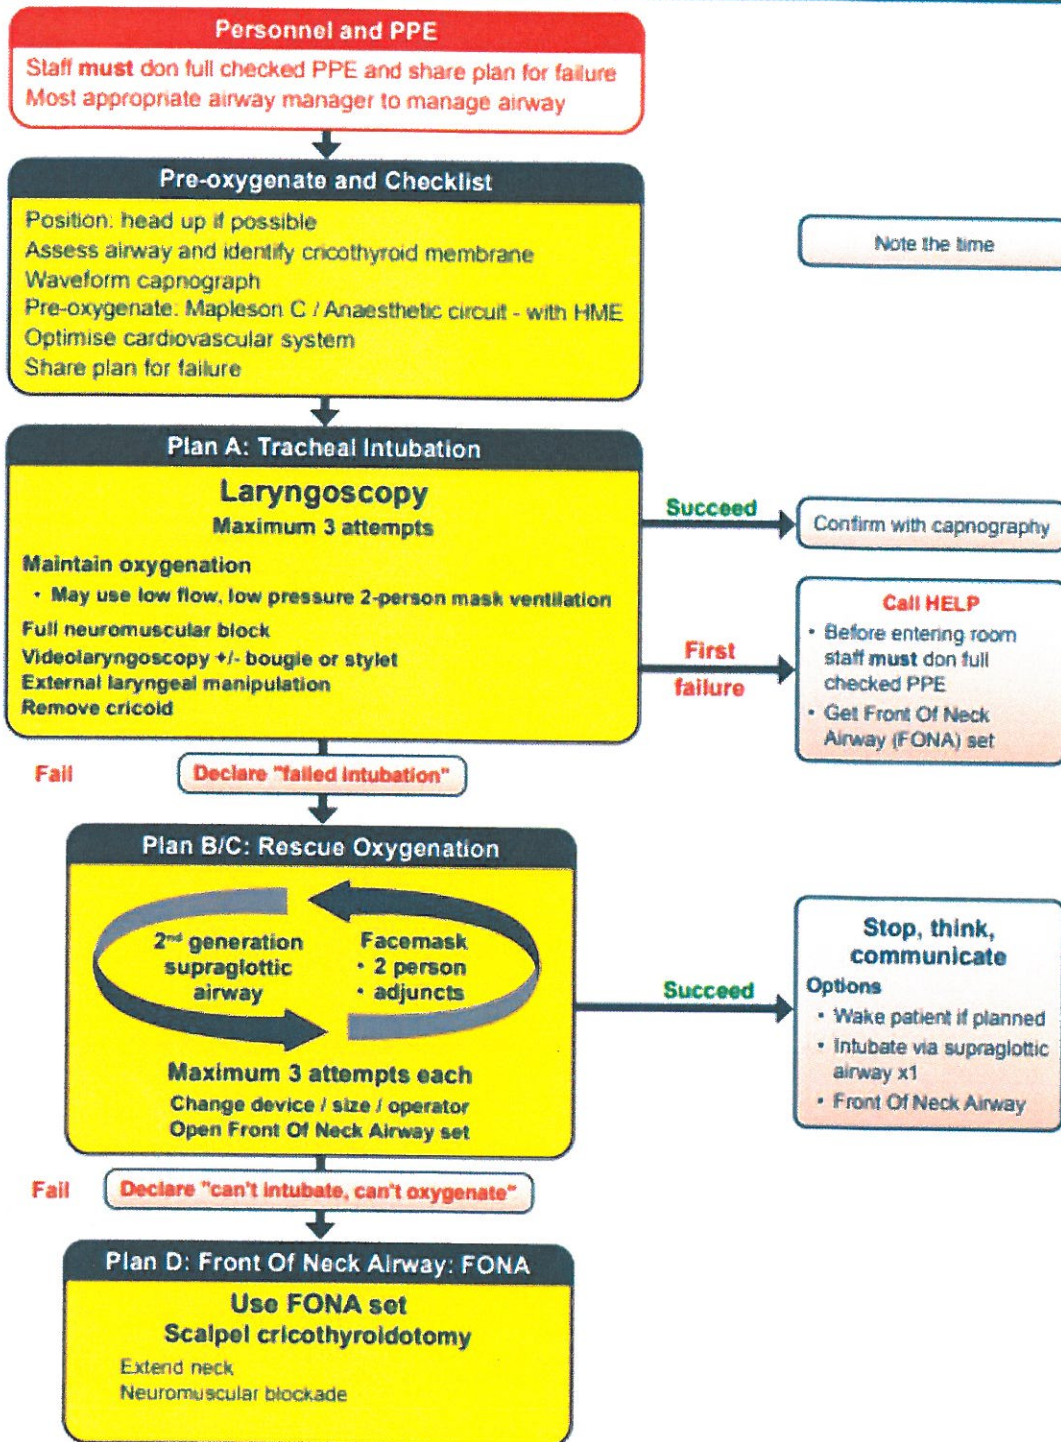 Personnel and PPE
Staff must don full checked PPE and share plan for failure
Most appropriate airway manager to manage airway
Pre-oxygenate and Checklist
Position: head up if possible
Assess airway and identify cricothyroid membrane
Waveform capnograph
Pre-oxygenate: Mapleson C / Anaesthetic circuit - with HME
Optimise cardiovascular system
Share plan for failure
Note the time
Plan A: Tracheal Intubation
Laryngoscopy
Maximum 3 attempts
Maintain oxygenation
• May use low flow, low pressure 2-person mask ventilation
Full neuromuscular block
Videolaryngoscopy +/- bougie or stylet
External laryngeal manipulation
Remove cricoid
Succeed
Confirm with capnography
First
failure
Call HELP
• Before entering room
staff must don full
checked PPE
• Get Front Of Neck
Airway (FONA) set
Fail
Declare "failed intubation"
Plan B/C: Rescue Oxygenation
2nd generation
supraglottic
airway
Facemask
• 2 person
• adjuncts
Maximum 3 attempts each
Change device / size / operator
Open Front Of Neck Airway set
Succeed
Stop, think,
communicate
Options
• Wake patient if planned
• Intubate via supraglottic
airway x1
• Front Of Neck Airway
Fail
Declare "can't intubate, can't oxygenate"
Plan D: Front Of Neck Airway: FONA
Use FONA set
Scalpel cricothyroidotomy
Extend neck
Neuromuscular blockade